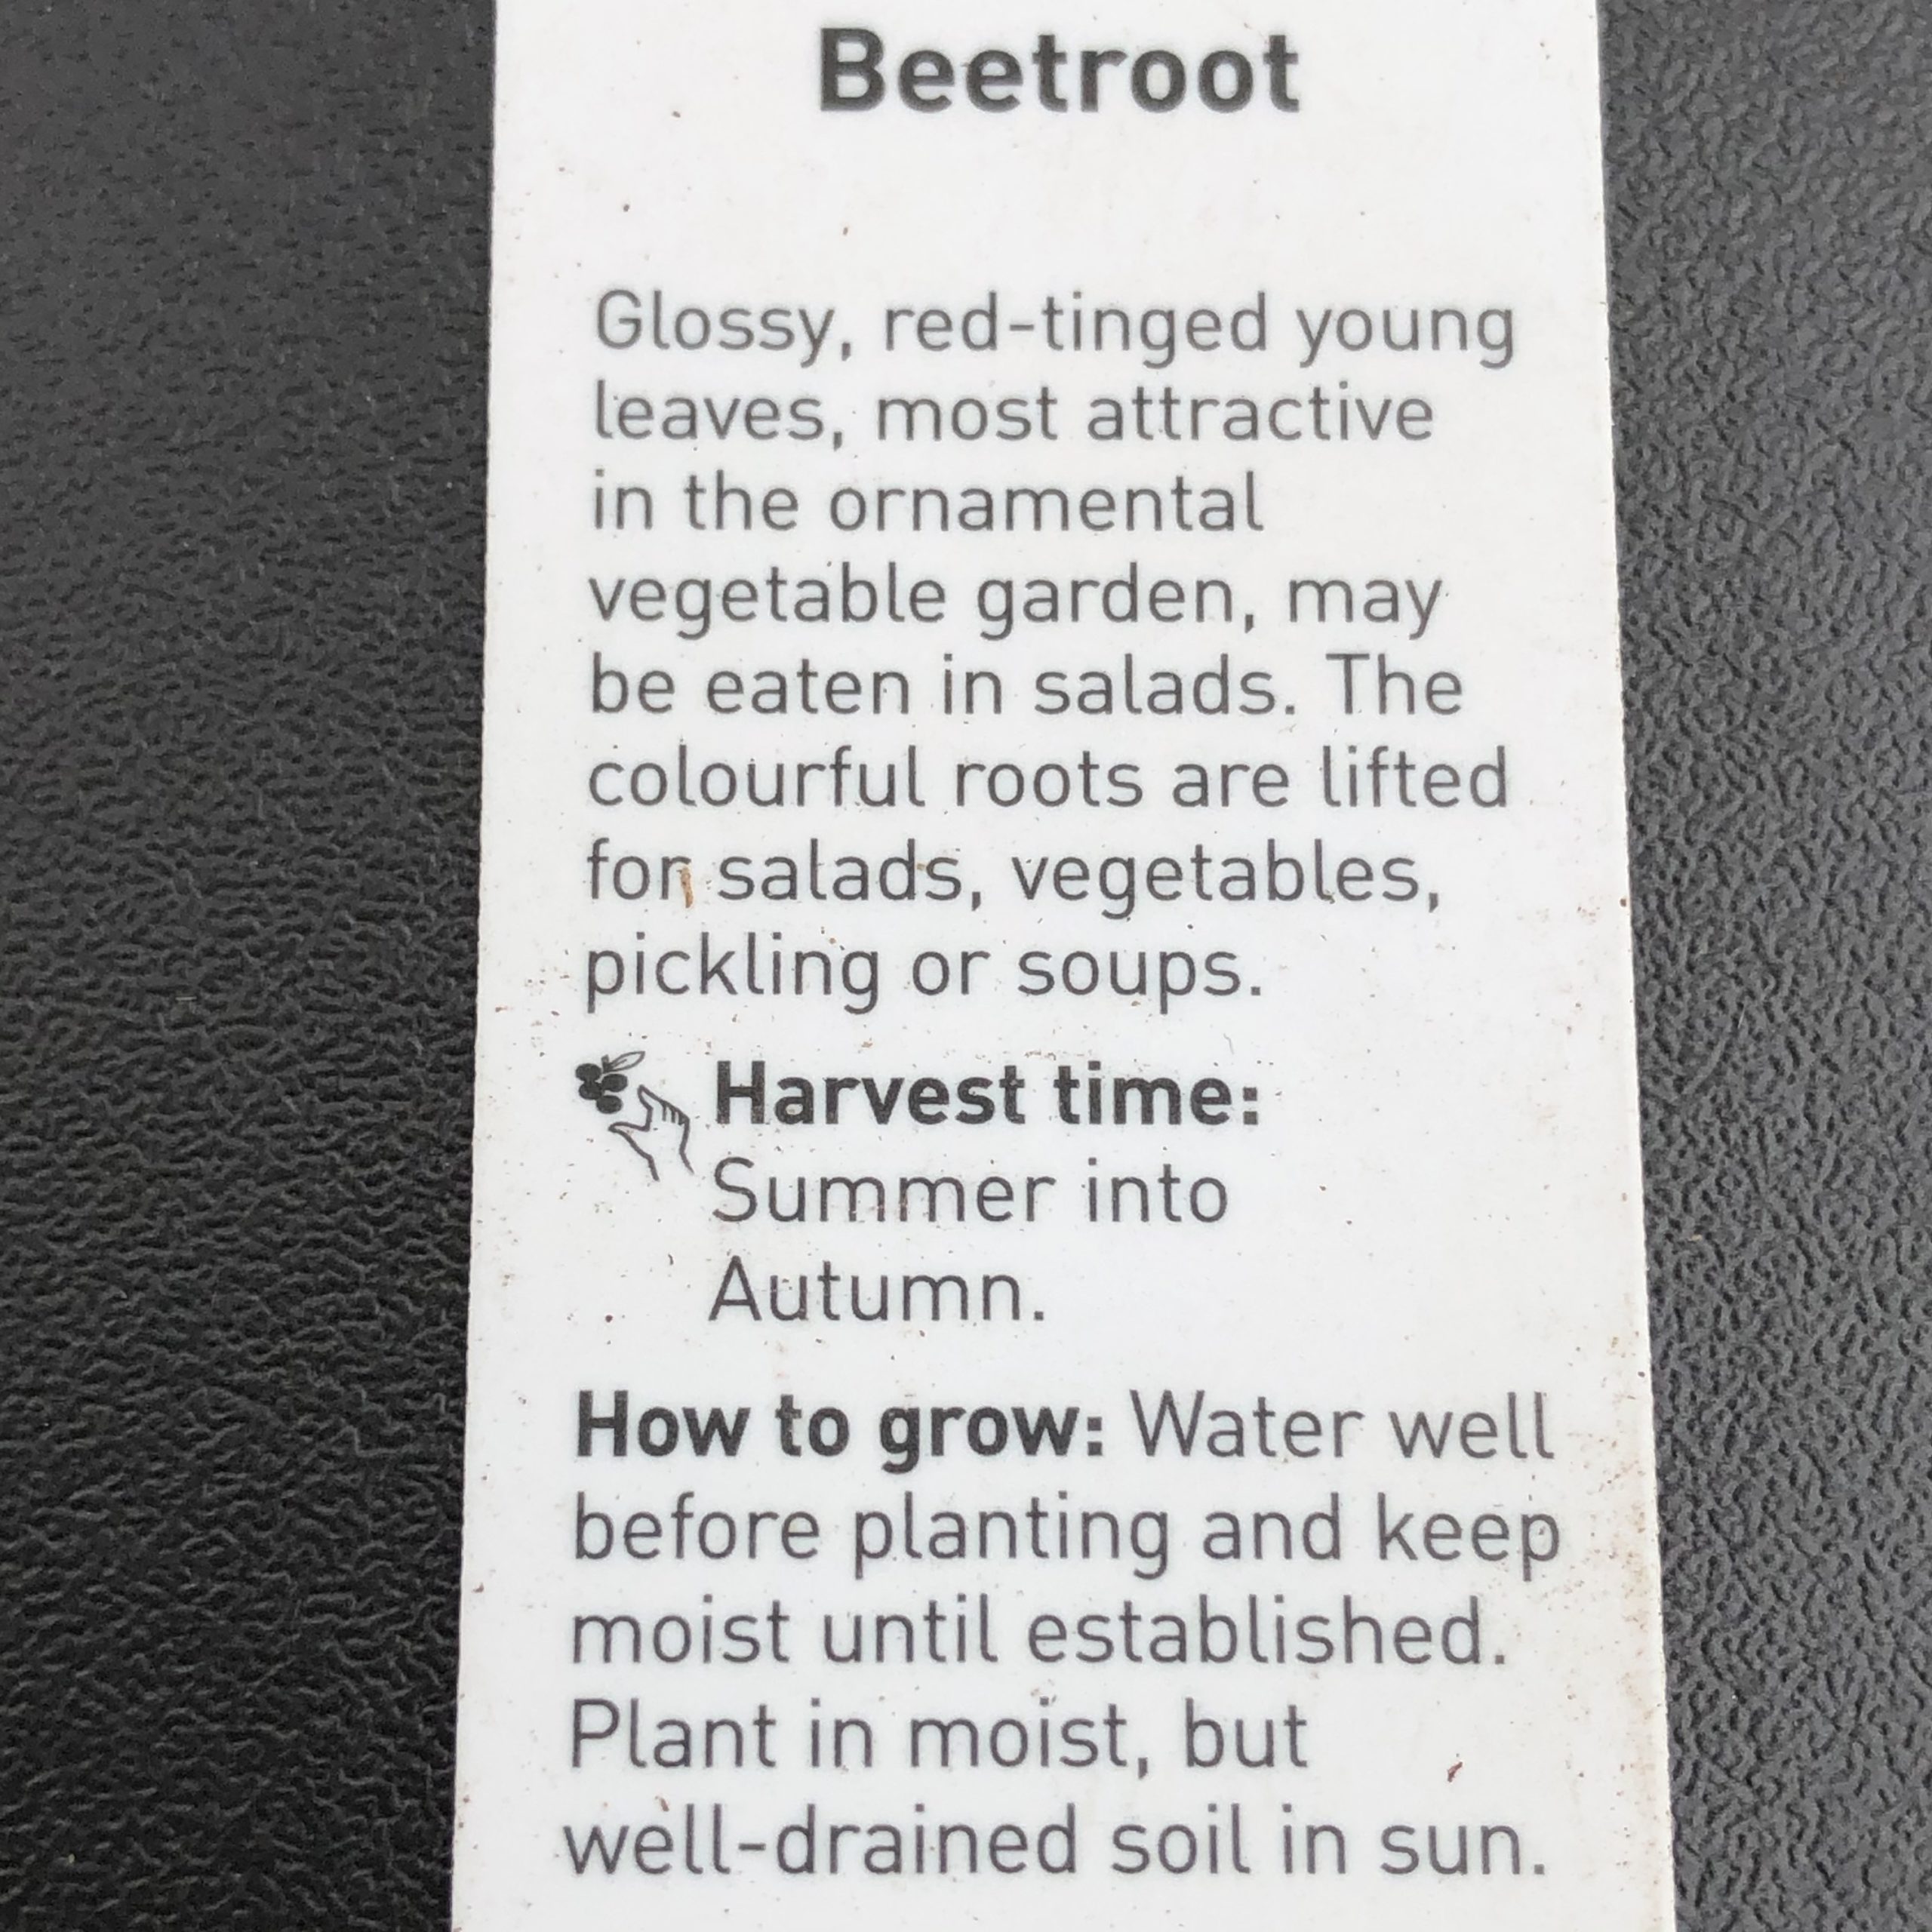 Beetroot
Glossy, red-tinged young
leaves, most attractive
in the ornamental
vegetable garden, may
be eaten in salads. The
colourful roots are lifted
for salads, vegetables,
pickling or soups.
Harvest time:
Summer into
Autumn.
How to grow: Water well
before planting and keep
moist until established.
Plant in moist, but
well-drained soil in sun.